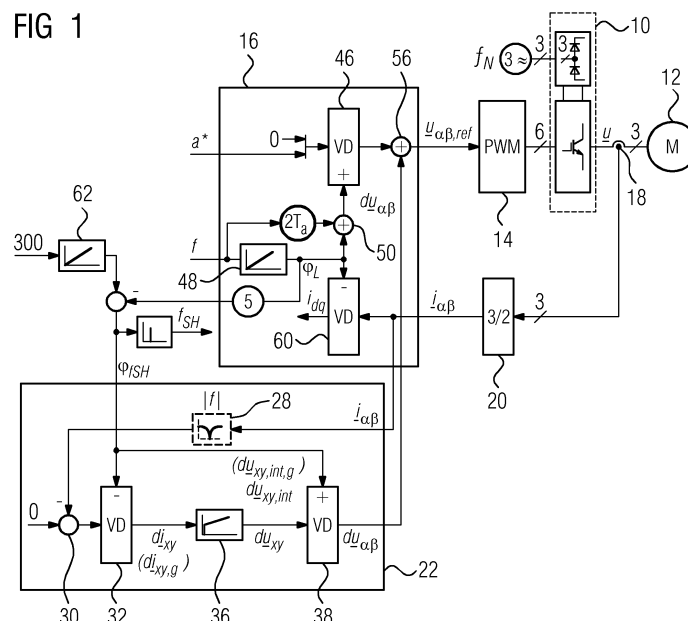 FIG 1
16
46
56
f_N
3≈
3
3
10
12
a*
0
VD
+
+
u_αβ,ref
PWM
6
u
3
M
18
14
62
300
f
2T_a
+
du_αβ
50
48
φ_L
-
5
-
i_dq
VD
60
i_αβ
3/2
3
20
f_SH
φ_fSH
|f|
28
i_αβ
-
(du_xy,int,g)
du_xy,int
0
-
VD
di_xy
(di_xy,g)
du_xy
+
VD
du_αβ
22
30
32
36
38